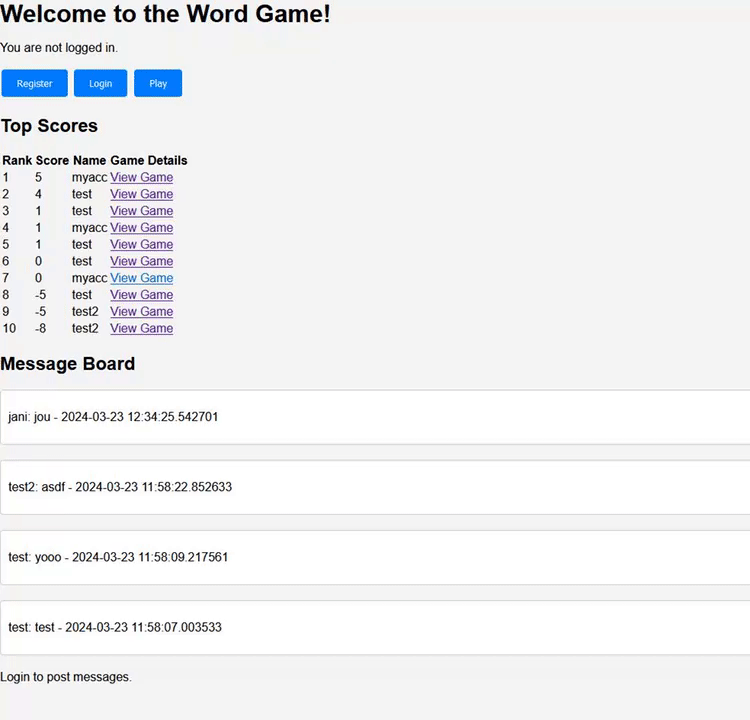 Welcome to the Word Game!
You are not logged in.
Register Login Play
Top Scores
Rank Score Name Game Details
1 5 myacc View Game
2 4 test View Game
3 1 test View Game
4 1 myacc View Game
5 1 test View Game
6 0 test View Game
7 0 myacc View Game
8 -5 test View Game
9 -5 test2 View Game
10 -8 test2 View Game
Message Board
jani: jou - 2024-03-23 12:34:25.542701
test2: asdf - 2024-03-23 11:58:22.852633
test: yooo - 2024-03-23 11:58:09.217561
test: test - 2024-03-23 11:58:07.003533
Login to post messages.